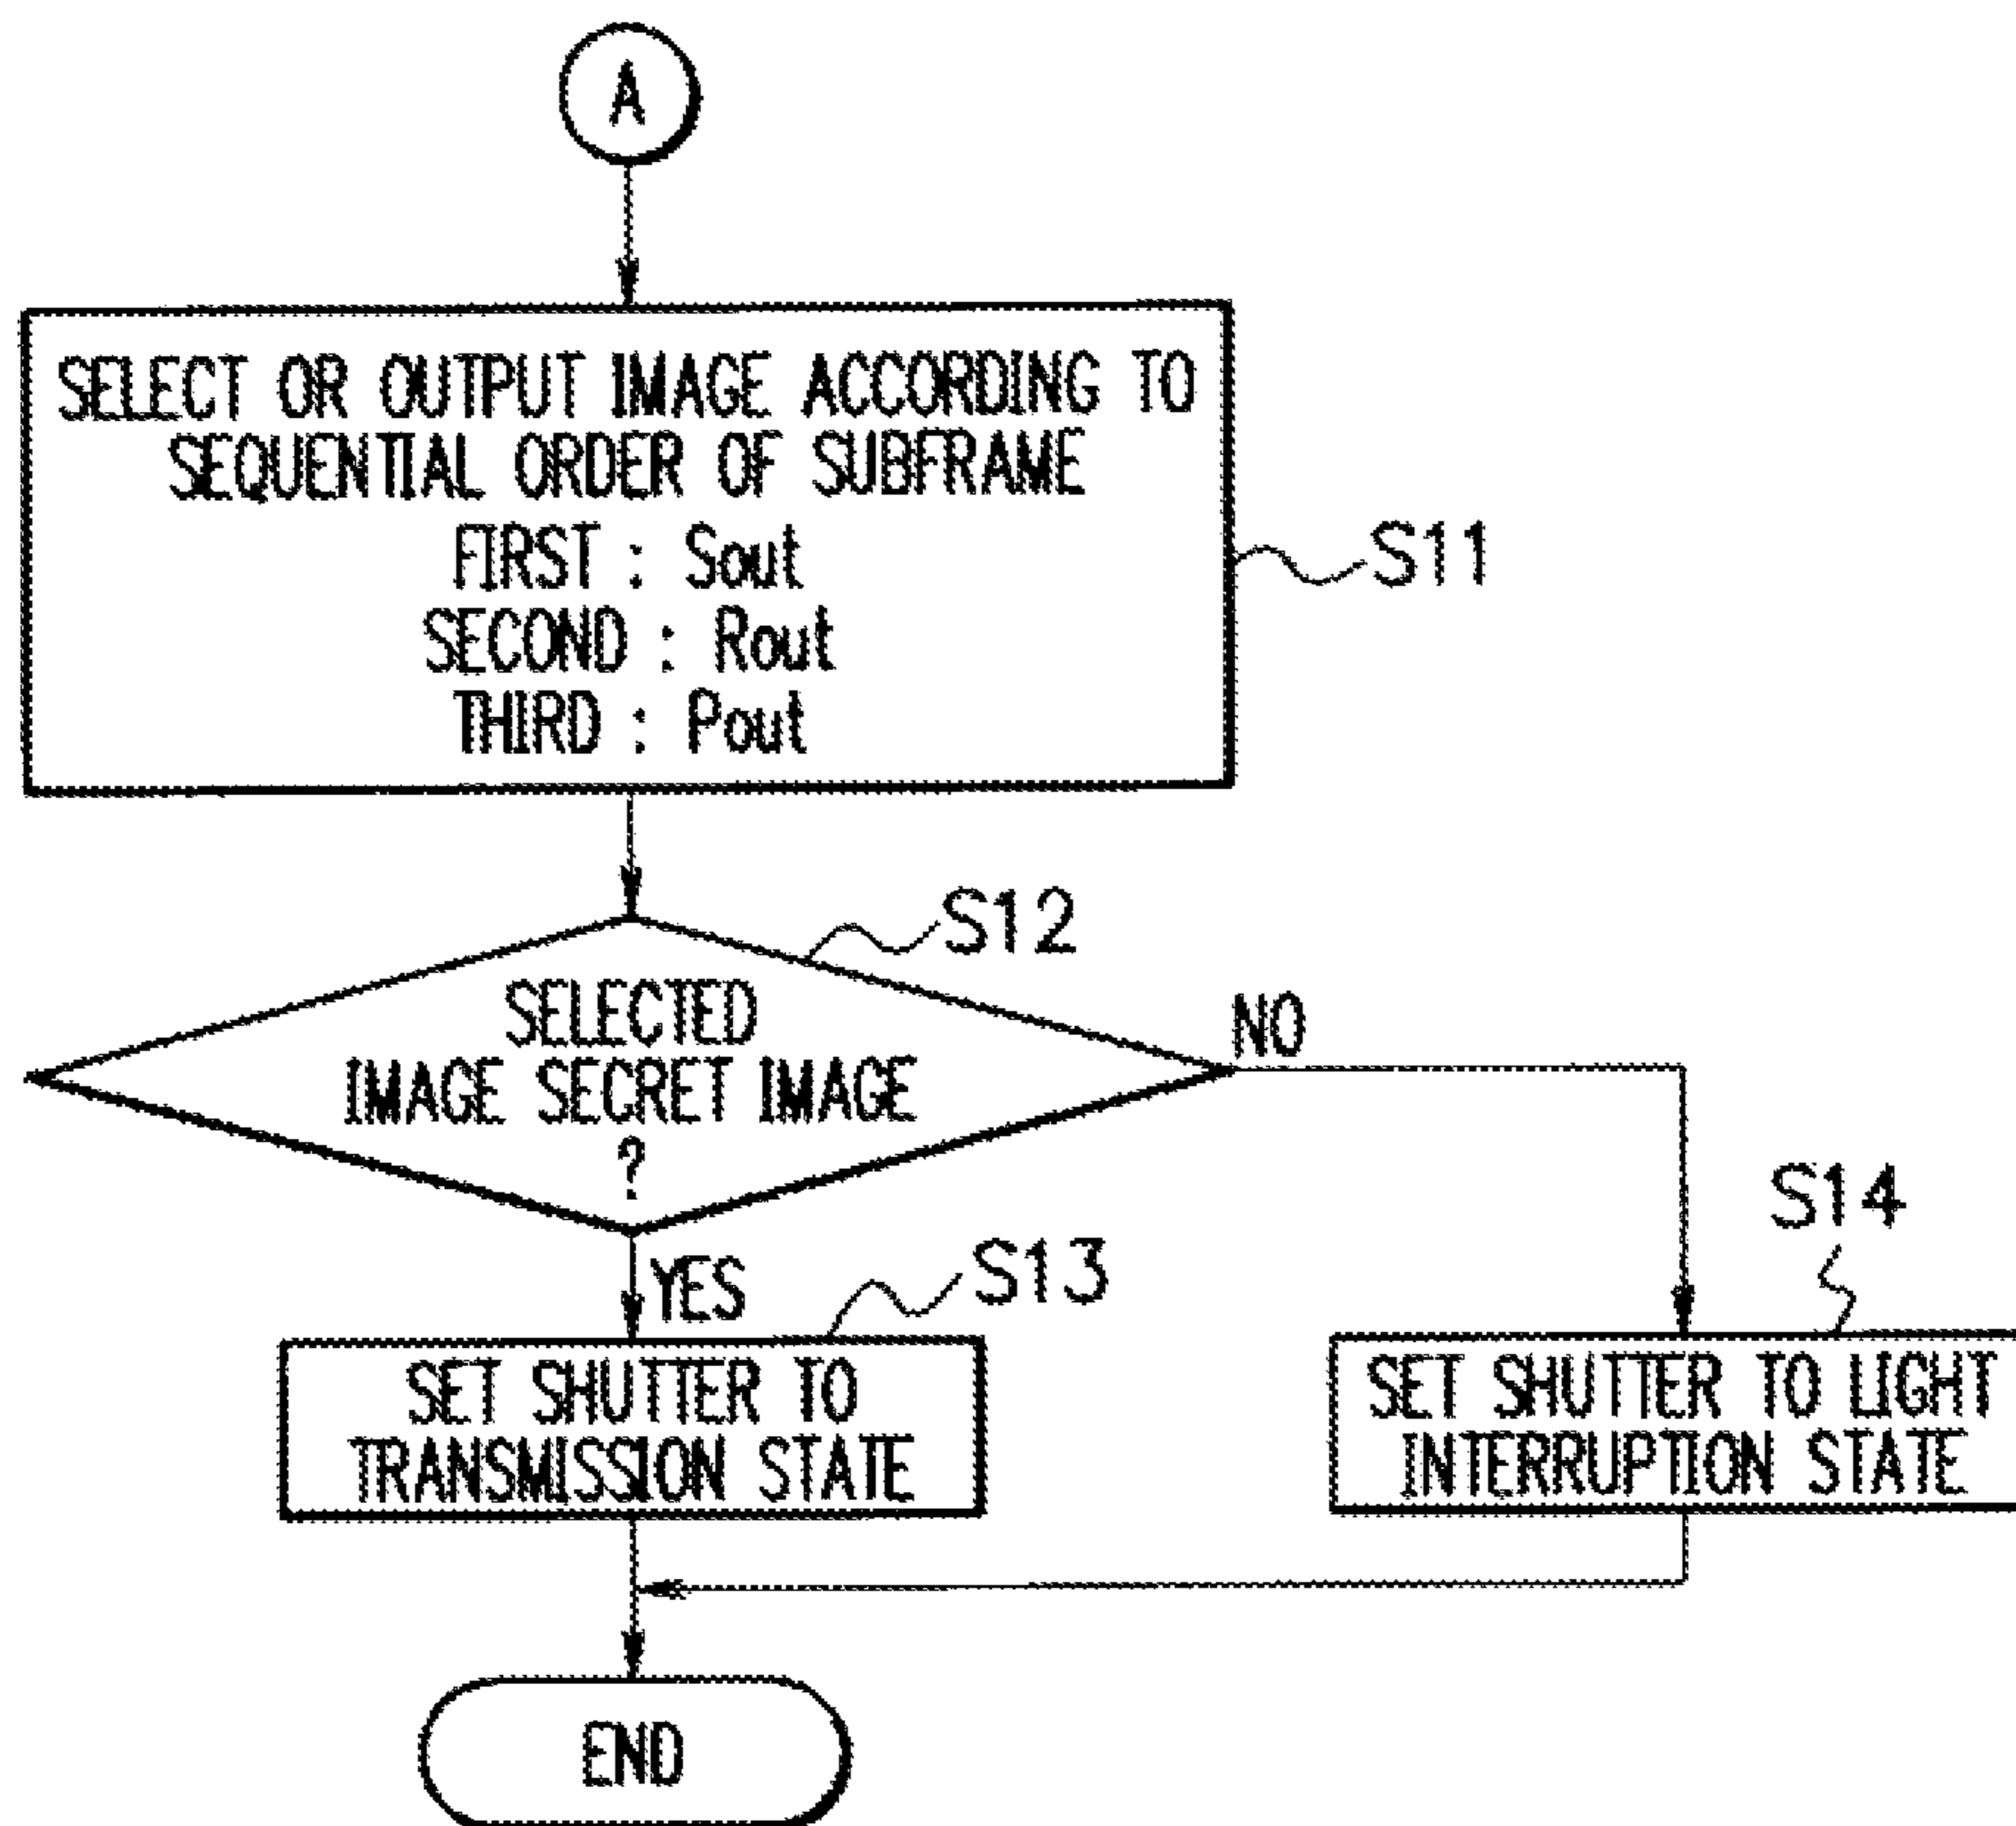 A
SELECT OR OUTPUT IMAGE ACCORDING TO
SEQUENTIAL ORDER OF SUBFRAME
FIRST : Sout
SECOND : Rout
THIRD : Pout
S11
S12
SELECTED
IMAGE SECRET IMAGE
?
NO
YES
S13
SET SHUTTER TO
TRANSMISSION STATE
S14
SET SHUTTER TO LIGHT
INTERRUPTION STATE
END